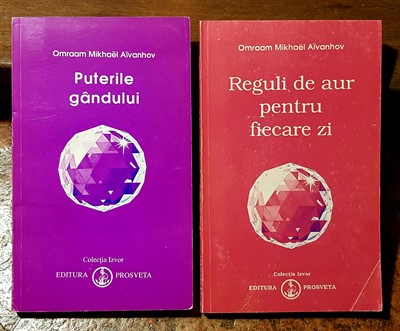 Omraam Mikhaël Aïvanhov
Puterile
gândului
Colecţia Izvor
EDITURA PROSVETA
Omraam Mikhaël Aïvanhov
Reguli de aur
pentru
fiecare zi
Colecţia Izvor
EDITURA PROSVETA